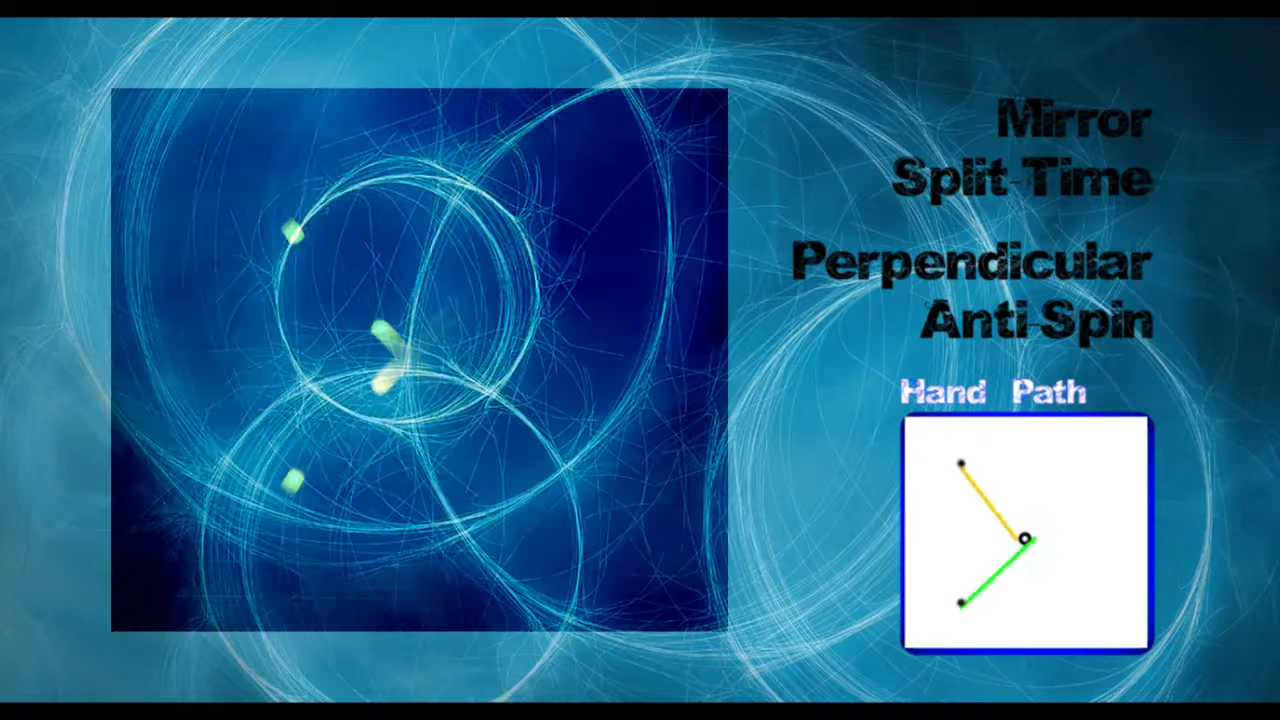 Mirror
Split-Time
Perpendicular
Anti-Spin
Hand Path